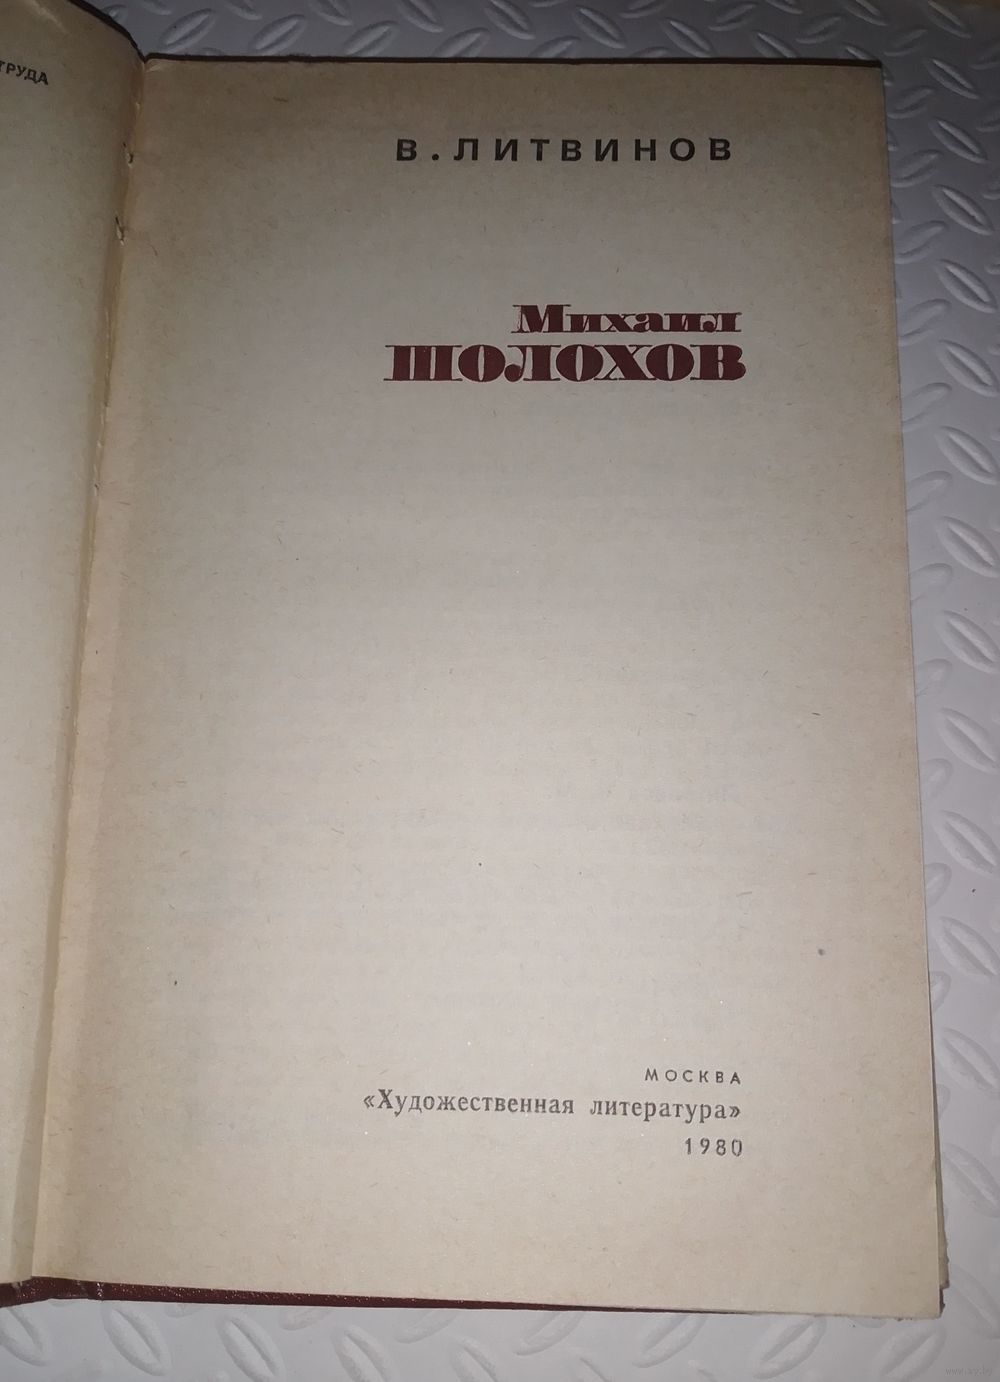 ТРУДА
В. ЛИТВИНОВ
Михаил
ШОЛОХОВ
МОСКВА
«Художественная литература»
1980